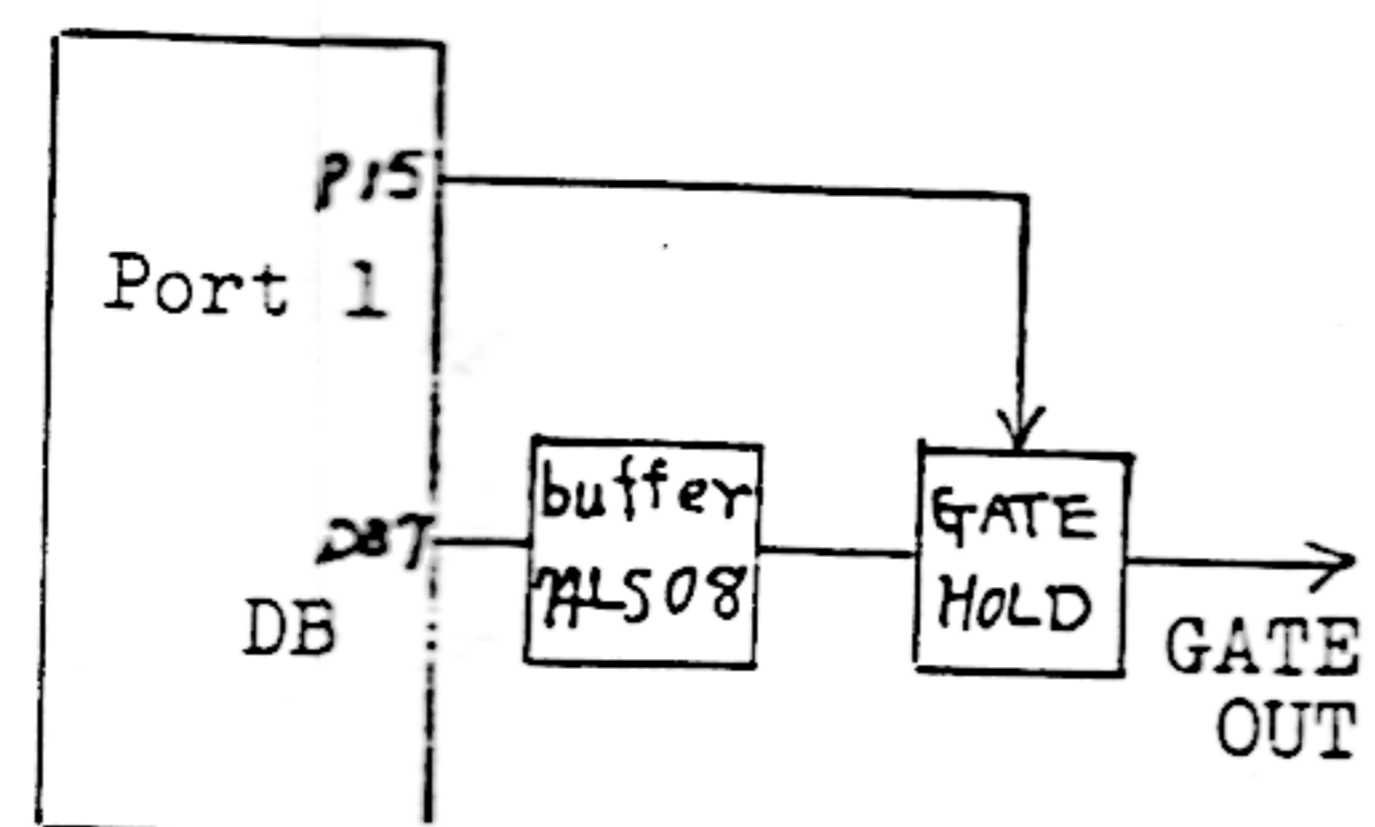 P15
Port 1
DB7
DB
buffer
74LS08
GATE
HOLD
GATE
OUT